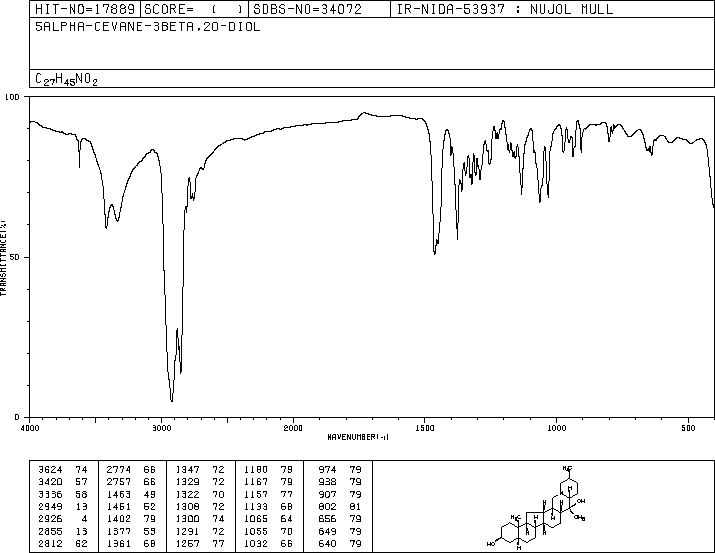 HIT-NO=17889 SCORE= ( ) SDBS-NO=34072 IR-NIDA-53937 : NUJOL MULL
5ALPHA-CEVANE-3BETA,20-DIOL
C27H45NO2
100
50
0
TRANSMITTANCE(%)
4000 3000 2000 1500 1000 500
WAVENUMBER(-1)
3624 74 2774 66 1347 72 1180 79 974 79
3420 57 2757 66 1329 72 1167 79 938 79
3336 58 1463 49 1322 70 1157 77 907 79
2949 13 1451 52 1308 72 1133 68 802 81
2926 4 1402 79 1300 74 1065 64 656 79
2855 13 1377 53 1291 72 1055 70 649 79
2812 62 1361 68 1257 77 1032 66 640 79
H3C
H
H
H3C
H
H
H
OH
H
H
CH3
HO
H